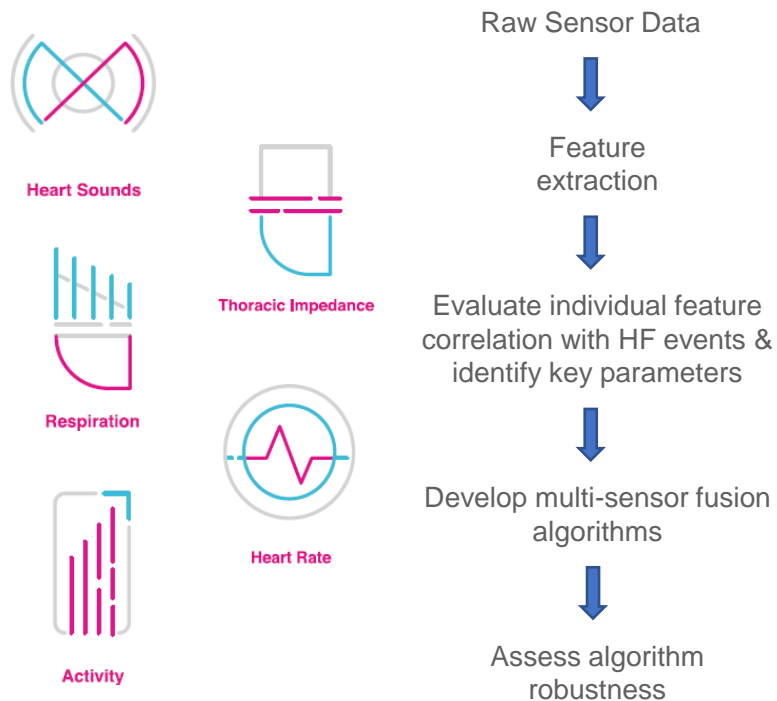 Heart Sounds
Thoracic Impedance
Respiration
Heart Rate
Activity
Raw Sensor Data
Feature
extraction
Evaluate individual feature
correlation with HF events &
identify key parameters
Develop multi-sensor fusion
algorithms
Assess algorithm
robustness